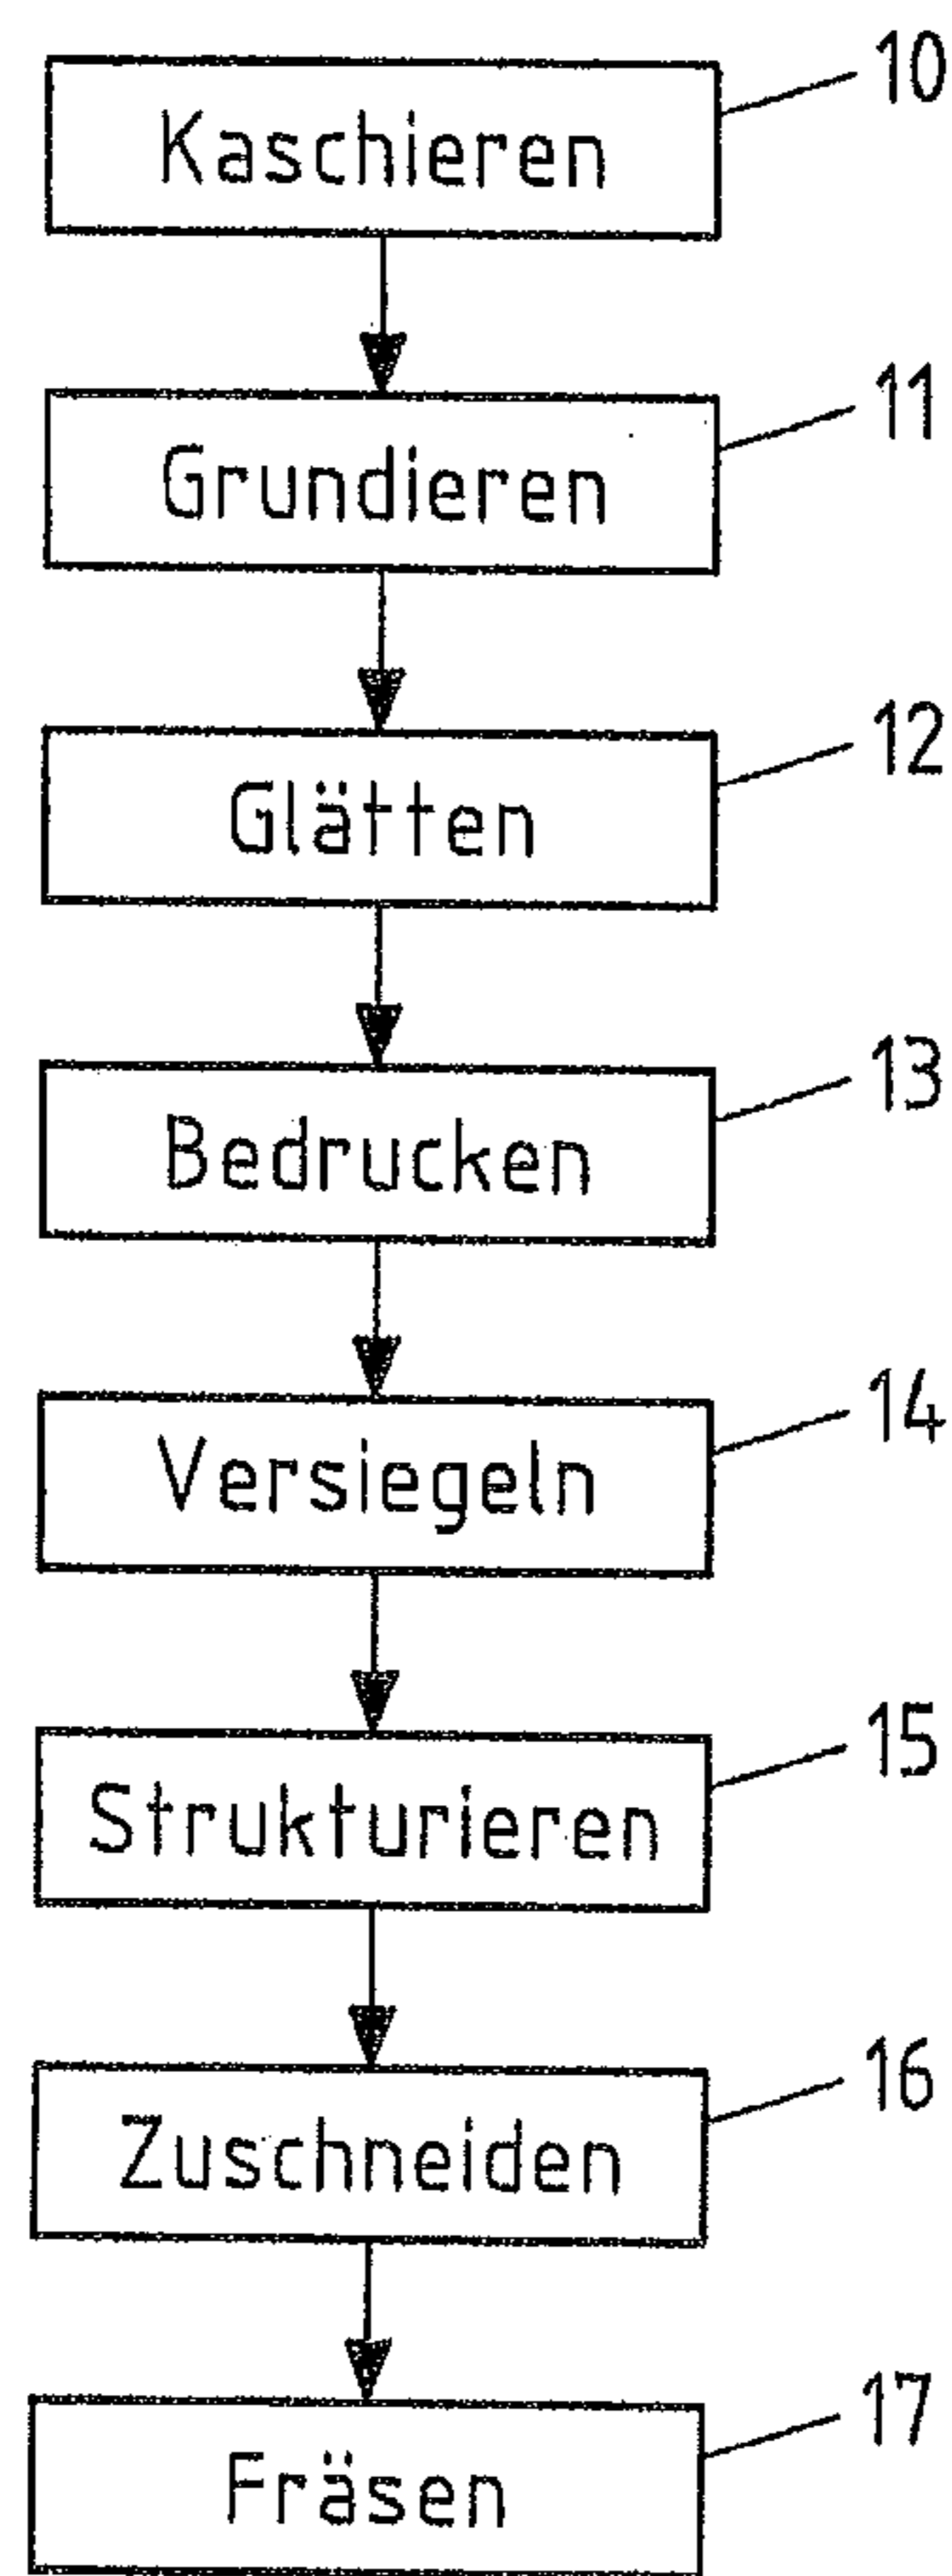 Kaschieren 10
Grundieren 11
Glätten 12
Bedrucken 13
Versiegeln 14
Strukturieren 15
Zuschneiden 16
Fräsen 17